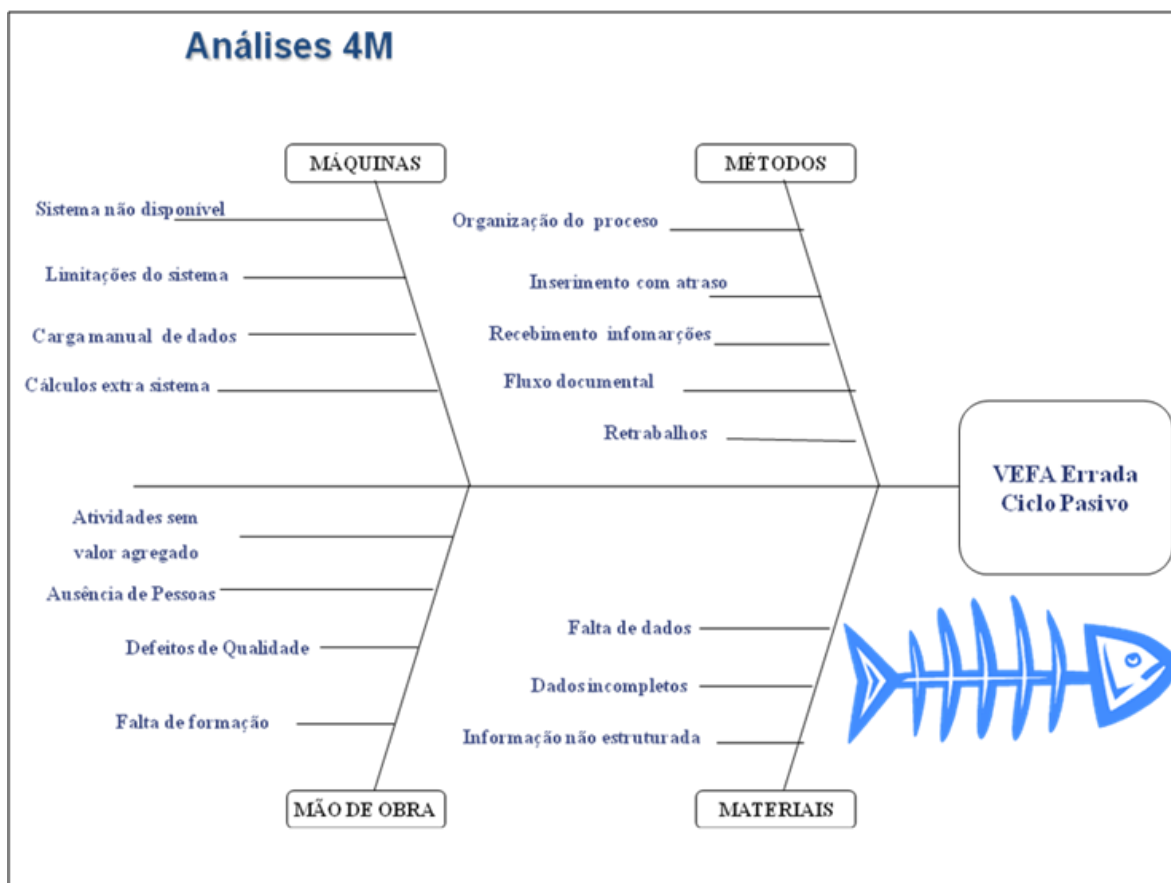 Análises 4M
MÁQUINAS
Sistema não disponível
Limitações do sistema
Carga manual de dados
Cálculos extra sistema
MÉTODOS
Organização do proceso
Inserimento com atraso
Recebimento infomarções
Fluxo documental
Retrabalhos
VEFA Errada
Ciclo Pasivo
Atividades sem
valor agregado
Ausência de Pessoas
Defeitos de Qualidade
Falta de formação
MÃO DE OBRA
Falta de dados
Dados incompletos
Informação não estruturada
MATERIAIS